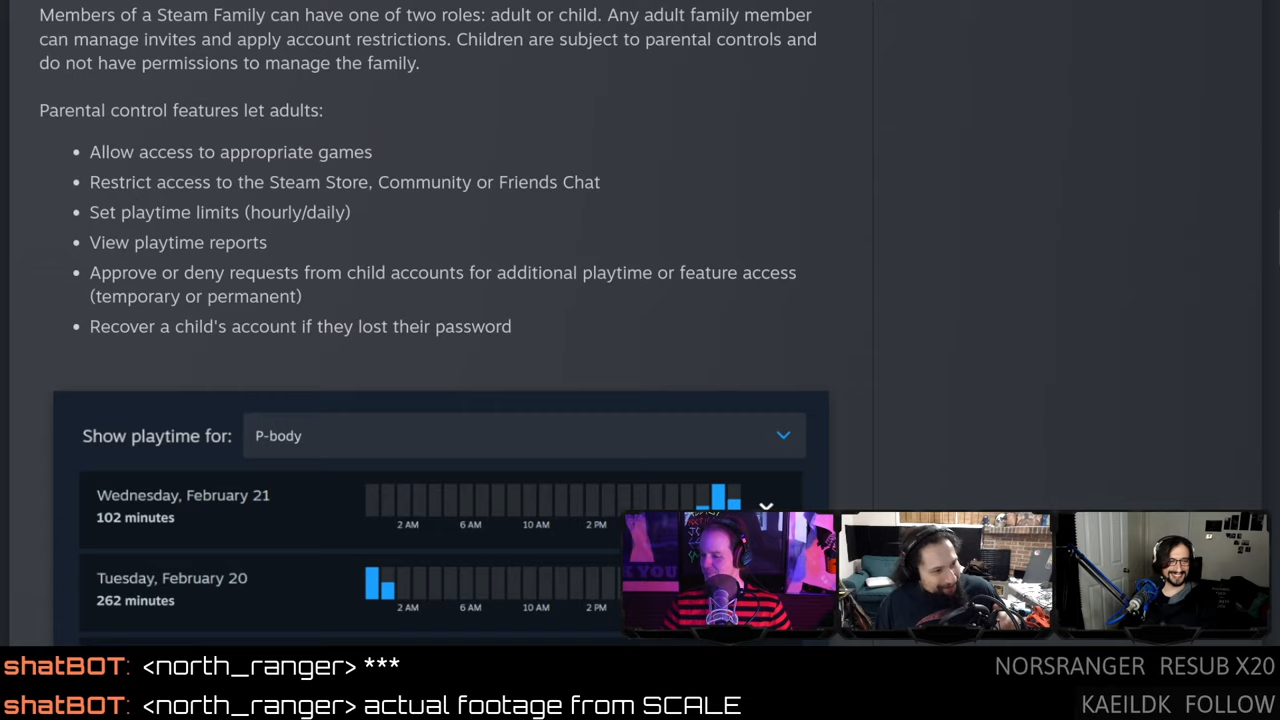 Members of a Steam Family can have one of two roles: adult or child. Any adult family member
can manage invites and apply account restrictions. Children are subject to parental controls and
do not have permissions to manage the family.
Parental control features let adults:
• Allow access to appropriate games
• Restrict access to the Steam Store, Community or Friends Chat
• Set playtime limits (hourly/daily)
• View playtime reports
• Approve or deny requests from child accounts for additional playtime or feature access
(temporary or permanent)
• Recover a child's account if they lost their password
Show playtime for: P-body
Wednesday, February 21
102 minutes
2 AM 6 AM 10 AM 2 PM
Tuesday, February 20
262 minutes
2 AM 6 AM 10 AM 2 PM
shatBOT: <north_ranger> ***
NORSRANGER RESUB X20
shatBOT: <north_ranger> actual footage from SCALE
KAEILDK FOLLOW